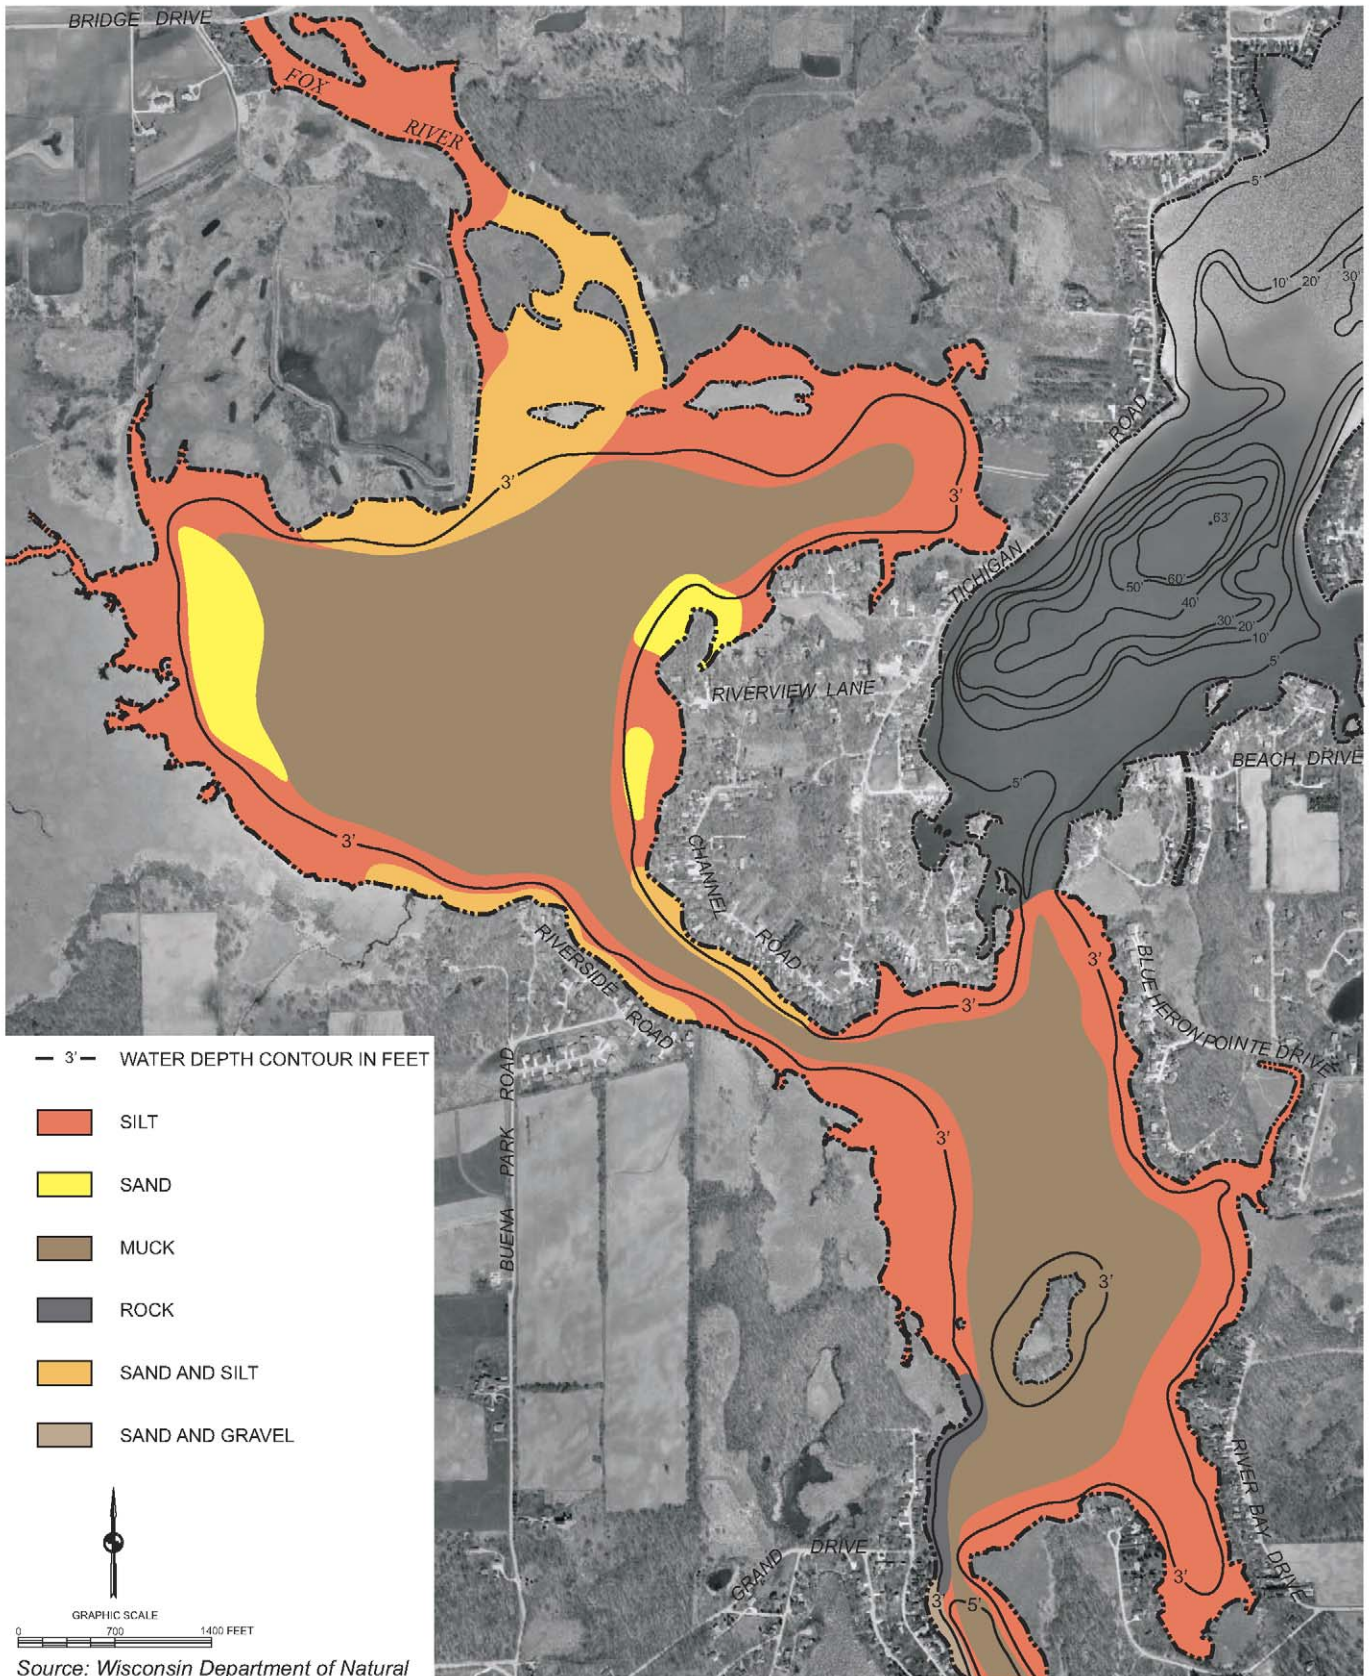 BRIDGE DRIVE
FOX
RIVER
5'
10'
20'
30'
ROAD
3'
3'
63'
TICHIGAN
60'
50'
40'
30'
20'
10'
5'
RIVERVIEW LANE
BEACH DRIVE
5'
3'
CHANNEL
ROAD
RIVERSIDE
ROAD
3'
3'
BLUE HERON POINTE DRIVE
BUENA PARK ROAD
3'
3'
RIVER BAY DRIVE
GRAND DRIVE
3'
3'
5'
3' WATER DEPTH CONTOUR IN FEET
SILT
SAND
MUCK
ROCK
SAND AND SILT
SAND AND GRAVEL
GRAPHIC SCALE
0 700 1400 FEET
Source: Wisconsin Department of Natural